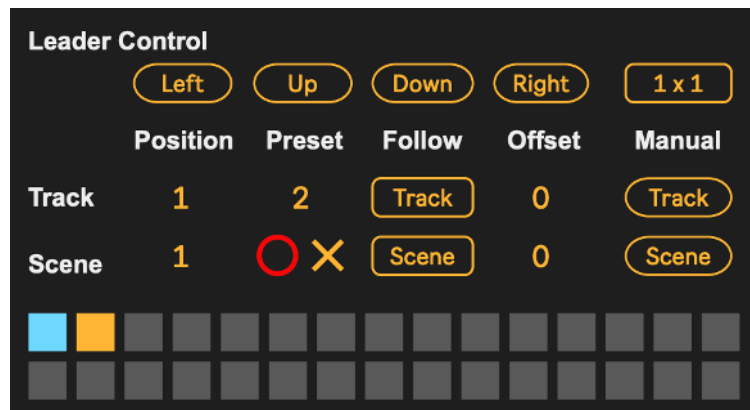 Leader Control
Left Up Down Right 1 x 1
Position Preset Follow Offset Manual
Track 1 2 Track 0 Track
Scene 1 Scene 0 Scene